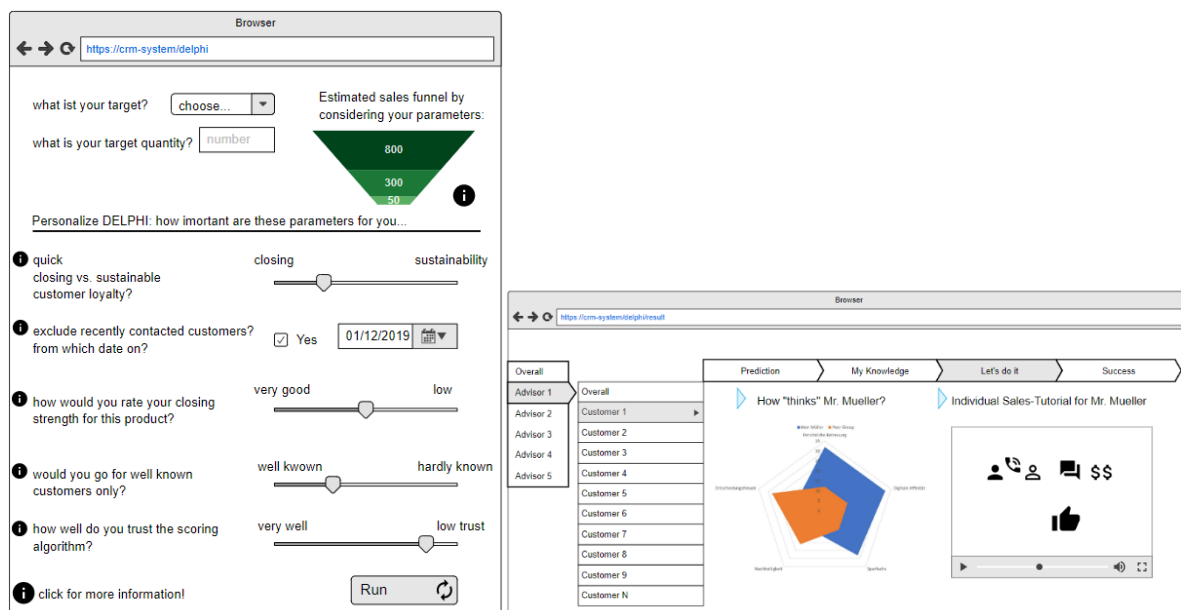 Browser
https://crm-system/delphi
what ist your target?
choose...
what is your target quantity?
number
Estimated sales funnel by
considering your parameters:
800
300
50
Personalize DELPHI: how imortant are these parameters for you...
quick
closing vs. sustainable
customer loyalty?
closing
sustainability
exclude recently contacted customers?
from which date on?
Yes
01/12/2019
how would you rate your closing
strength for this product?
very good
low
would you go for well known
customers only?
well kwown
hardly known
how well do you trust the scoring
algorithm?
very well
low trust
click for more information!
Run
Browser
https://crm-system/delphi/result
Overall
Advisor 1
Advisor 2
Advisor 3
Advisor 4
Advisor 5
Overall
Customer 1
Customer 2
Customer 3
Customer 4
Customer 5
Customer 6
Customer 7
Customer 8
Customer 9
Customer N
Prediction
My Knowledge
Let's do it
Success
How "thinks" Mr. Mueller?
Peer Group
Persönliche Betreuung
Digitale Affinität
Nachhaltigkeit
Individual Sales-Tutorial for Mr. Mueller
$$